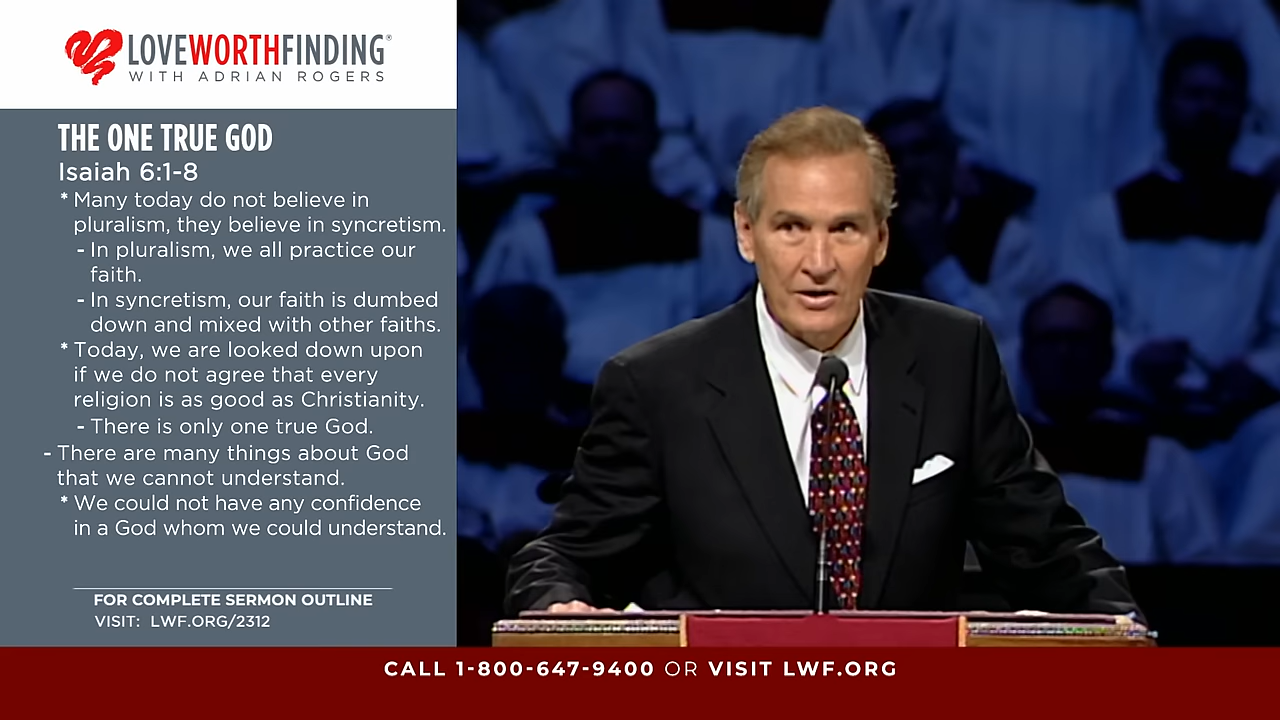 LOVEWORTHFINDING®
WITH ADRIAN ROGERS
THE ONE TRUE GOD
Isaiah 6:1-8
* Many today do not believe in
pluralism, they believe in syncretism.
- In pluralism, we all practice our
faith.
- In syncretism, our faith is dumbed
down and mixed with other faiths.
* Today, we are looked down upon
if we do not agree that every
religion is as good as Christianity.
- There is only one true God.
- There are many things about God
that we cannot understand.
* We could not have any confidence
in a God whom we could understand.
FOR COMPLETE SERMON OUTLINE
VISIT: LWF.ORG/2312
CALL 1-800-647-9400 OR VISIT LWF.ORG